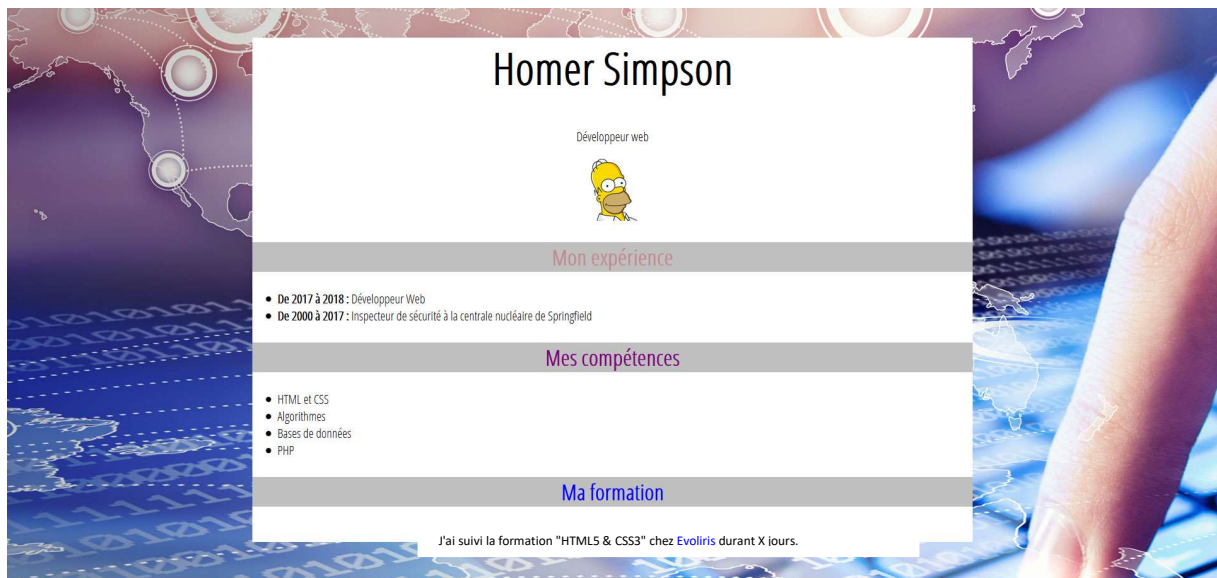 Homer Simpson
Développeur web
Mon expérience
De 2017 à 2018 : Développeur Web
De 2000 à 2017 : Inspecteur de sécurité à la centrale nucléaire de Springfield
Mes compétences
HTML et CSS
Algorithmes
Bases de données
PHP
Ma formation
J'ai suivi la formation "HTML5 & CSS3" chez Evoliris durant X jours.